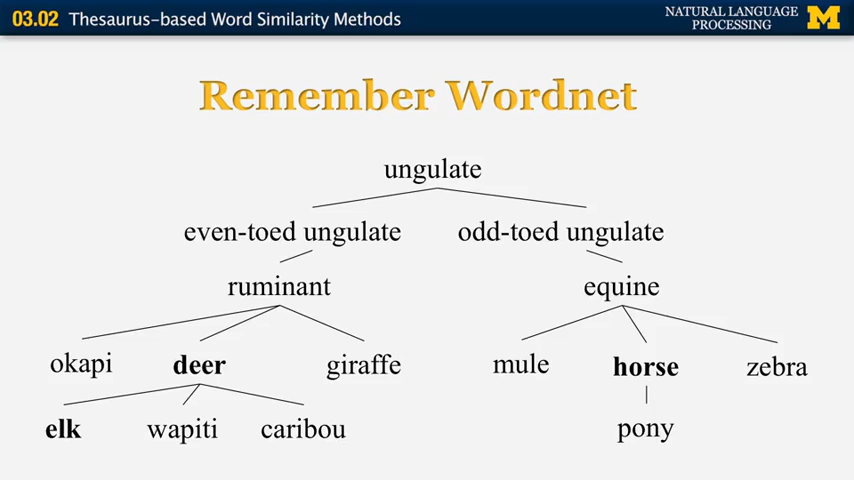 03.02 Thesaurus-based Word Similarity Methods
NATURAL LANGUAGE
PROCESSING
M
Remember Wordnet
ungulate
even-toed ungulate odd-toed ungulate
ruminant equine
okapi deer giraffe mule horse zebra
elk wapiti caribou pony